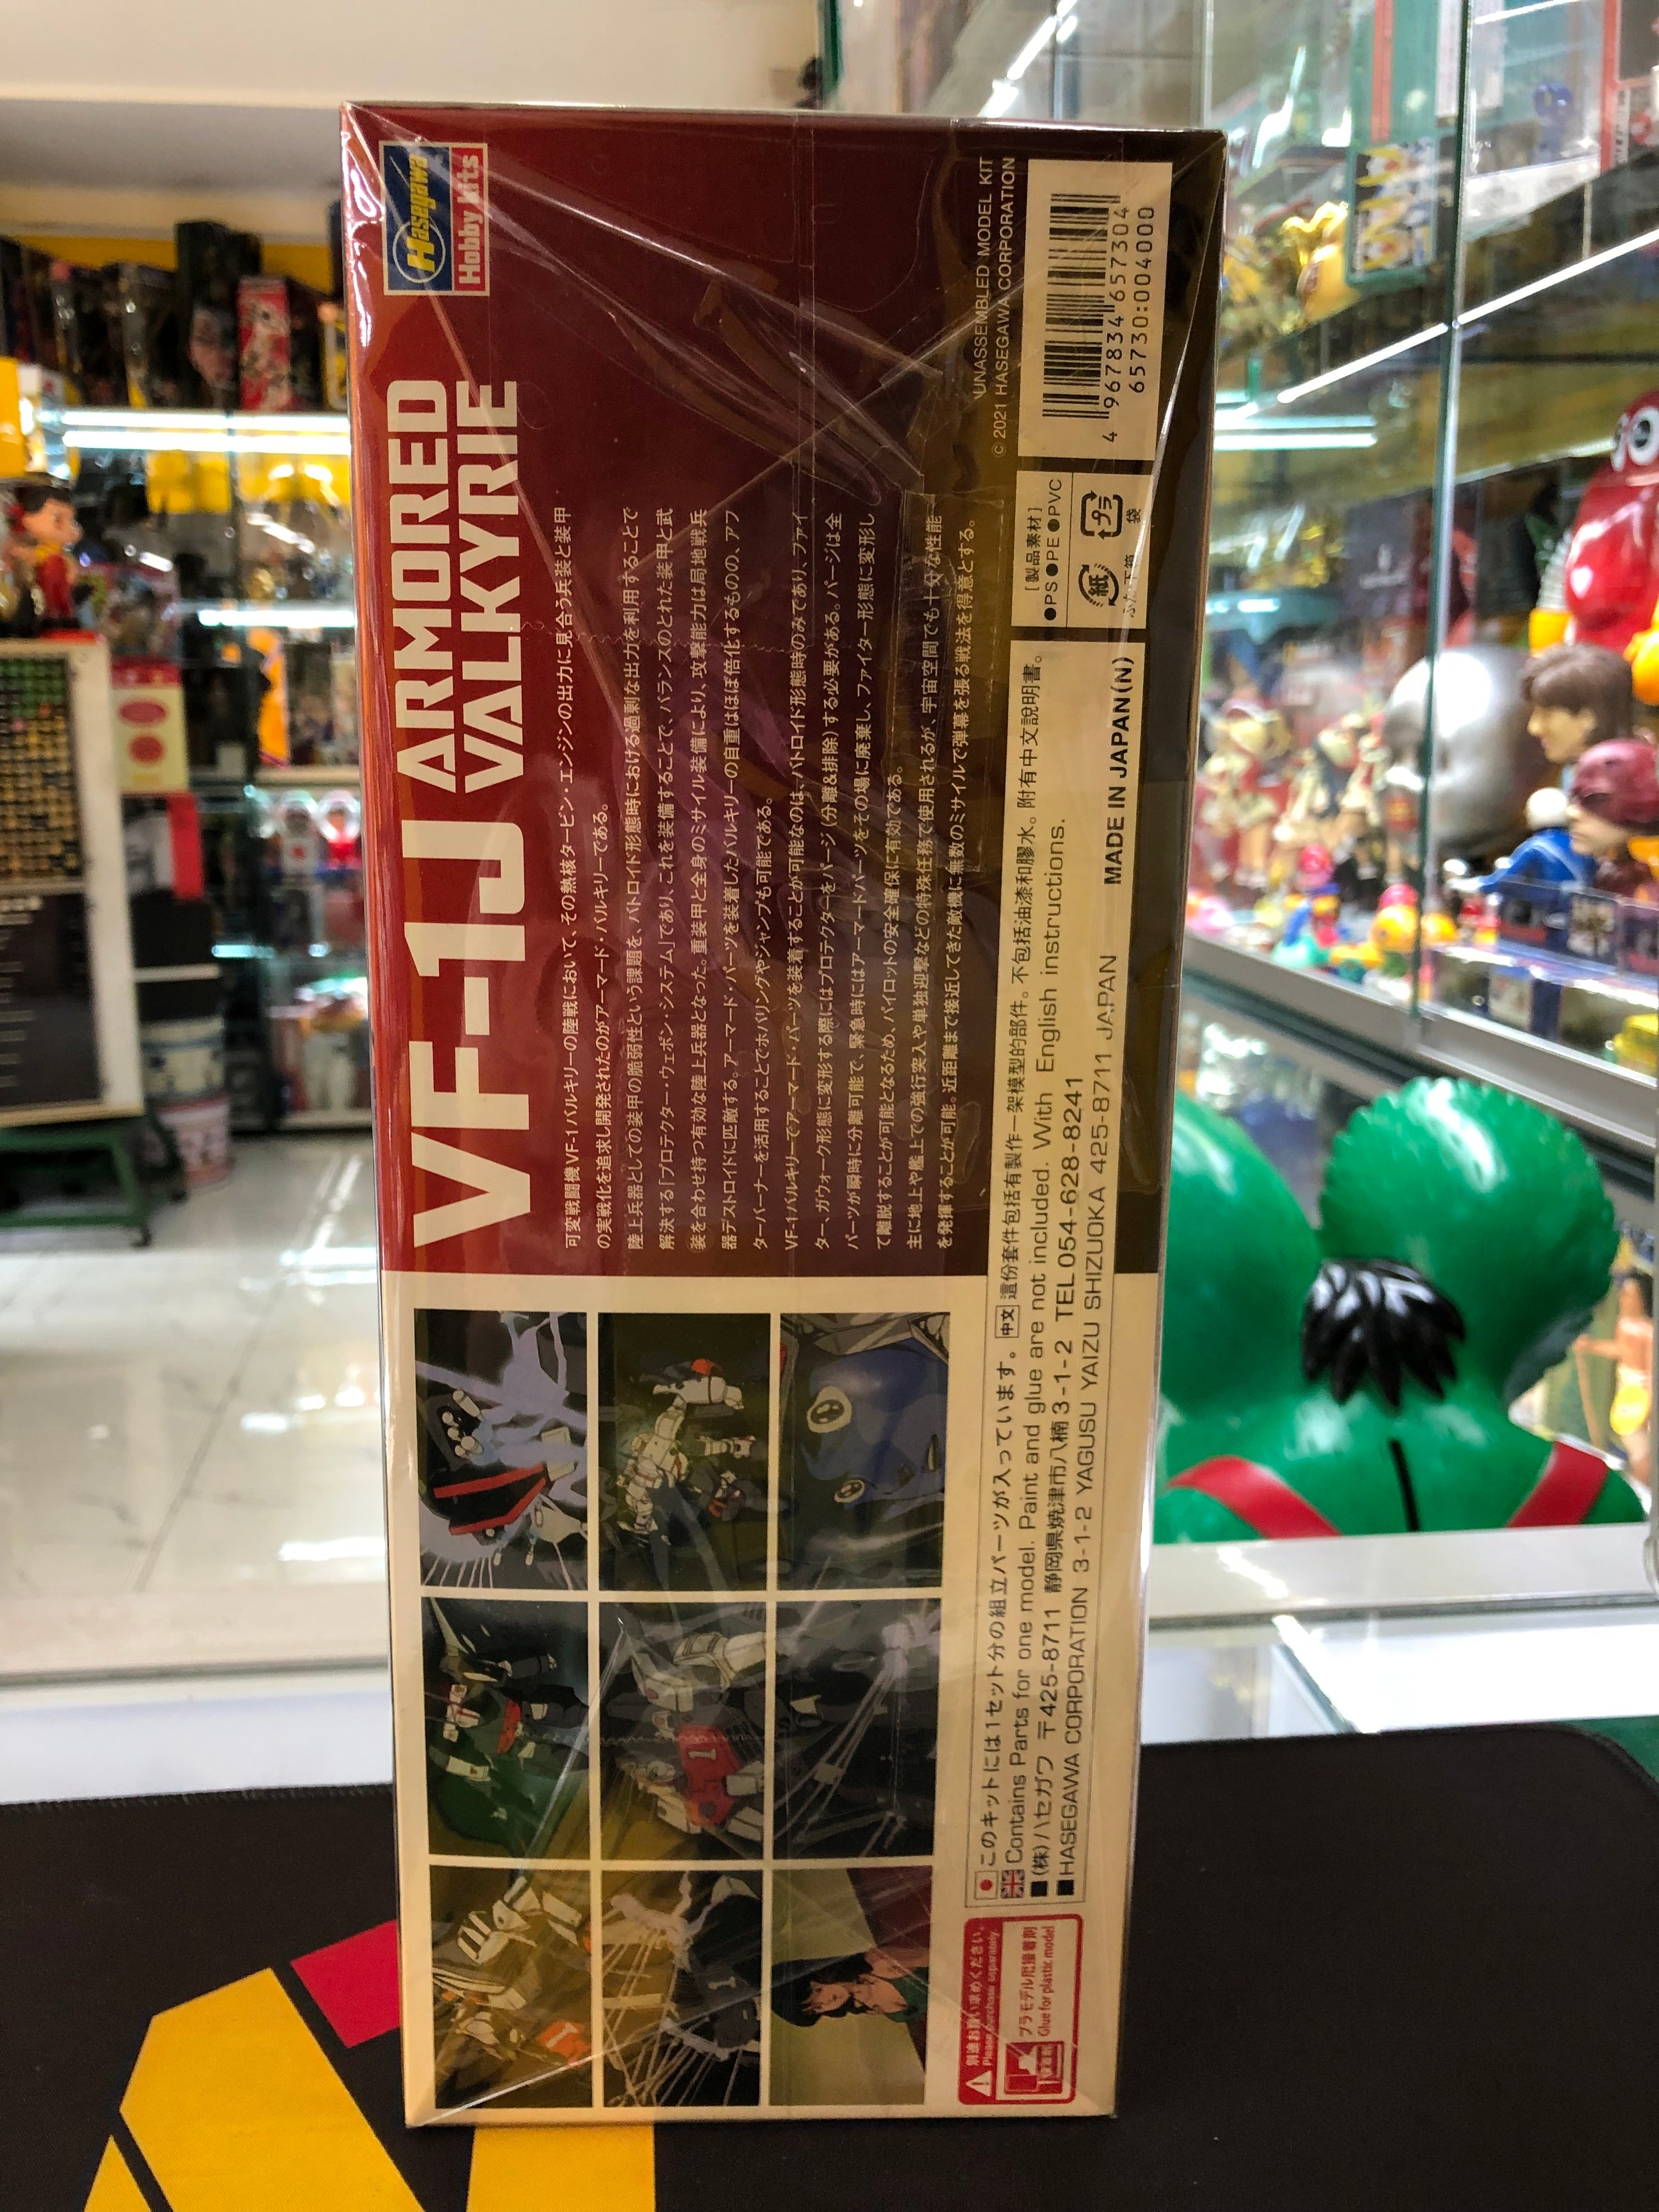 Hasegawa
Hobby Kits
VF-1J ARMORED
VALKYRIE
可変戦闘機VF-1バルキリーの陸戦において、その熱核タービン・エンジンの出力に見合う兵装と装甲
の実戦化を追求し開発されたのがアーマード・バルキリーである。
陸上兵器としての装甲の脆弱性という課題を、バトロイド形態時における過剰な出力を利用することで
解決する「プロテクター・ウェポン・システム」であり、これを装備することで、バランスのとれた装甲と武
装を合わせ持つ有効な陸上兵器となった。重装甲と全身のミサイル装備により、攻撃能力は局地戦兵
器デストロイドに匹敵する。アーマード・パーツを装着したバルキリーの自重はほぼ倍化するものの、アフ
ターバーナーを活用することでホバリングやジャンプも可能である。
VF-1バルキリーでアーマード・パーツを装着することが可能なのは、バトロイド形態時のみであり、ファイ
ター、ガウォーク形態に変形する際にはプロテクターをパージ(分離&排除)する必要がある。パージは全
パーツが瞬時に分離可能で、緊急時にはアーマードパーツをその場に廃棄し、ファイター形態に変形し
て離脱することが可能となるため、パイロットの安全確保に有効である。
主に地上や艦上での強行突入や単独迎撃などの特殊任務で使用されるが、宇宙空間でも十分な性能
を発揮することが可能。近距離まで接近してきた敵機に無数のミサイルで弾幕を張る戦法を得意とする。
UNASSEMBLED MODEL KIT
© 2021 HASEGAWA CORPORATION
4 967834 657304
65730:004000
[製品素材]
●PS●PE●PVC
紙 プラ
袋
このキットには1セット分の組立パーツが入っています。 中文 這份套件包括有製作一架模型的部件。不包括油漆和膠水。附有中文說明書。
Contains Parts for one model. Paint and glue are not included. With English instructions.
■(株)ハセガワ 〒425-8711 静岡県焼津市八楠3-1-2 TEL 054-628-8241
■HASEGAWA CORPORATION 3-1-2 YAGUSU YAIZU SHIZUOKA 425-8711 JAPAN MADE IN JAPAN(N)
別途お買い求めください。
Please purchase separately
プラモデル用接着剤
Glue for plastic model
1
1